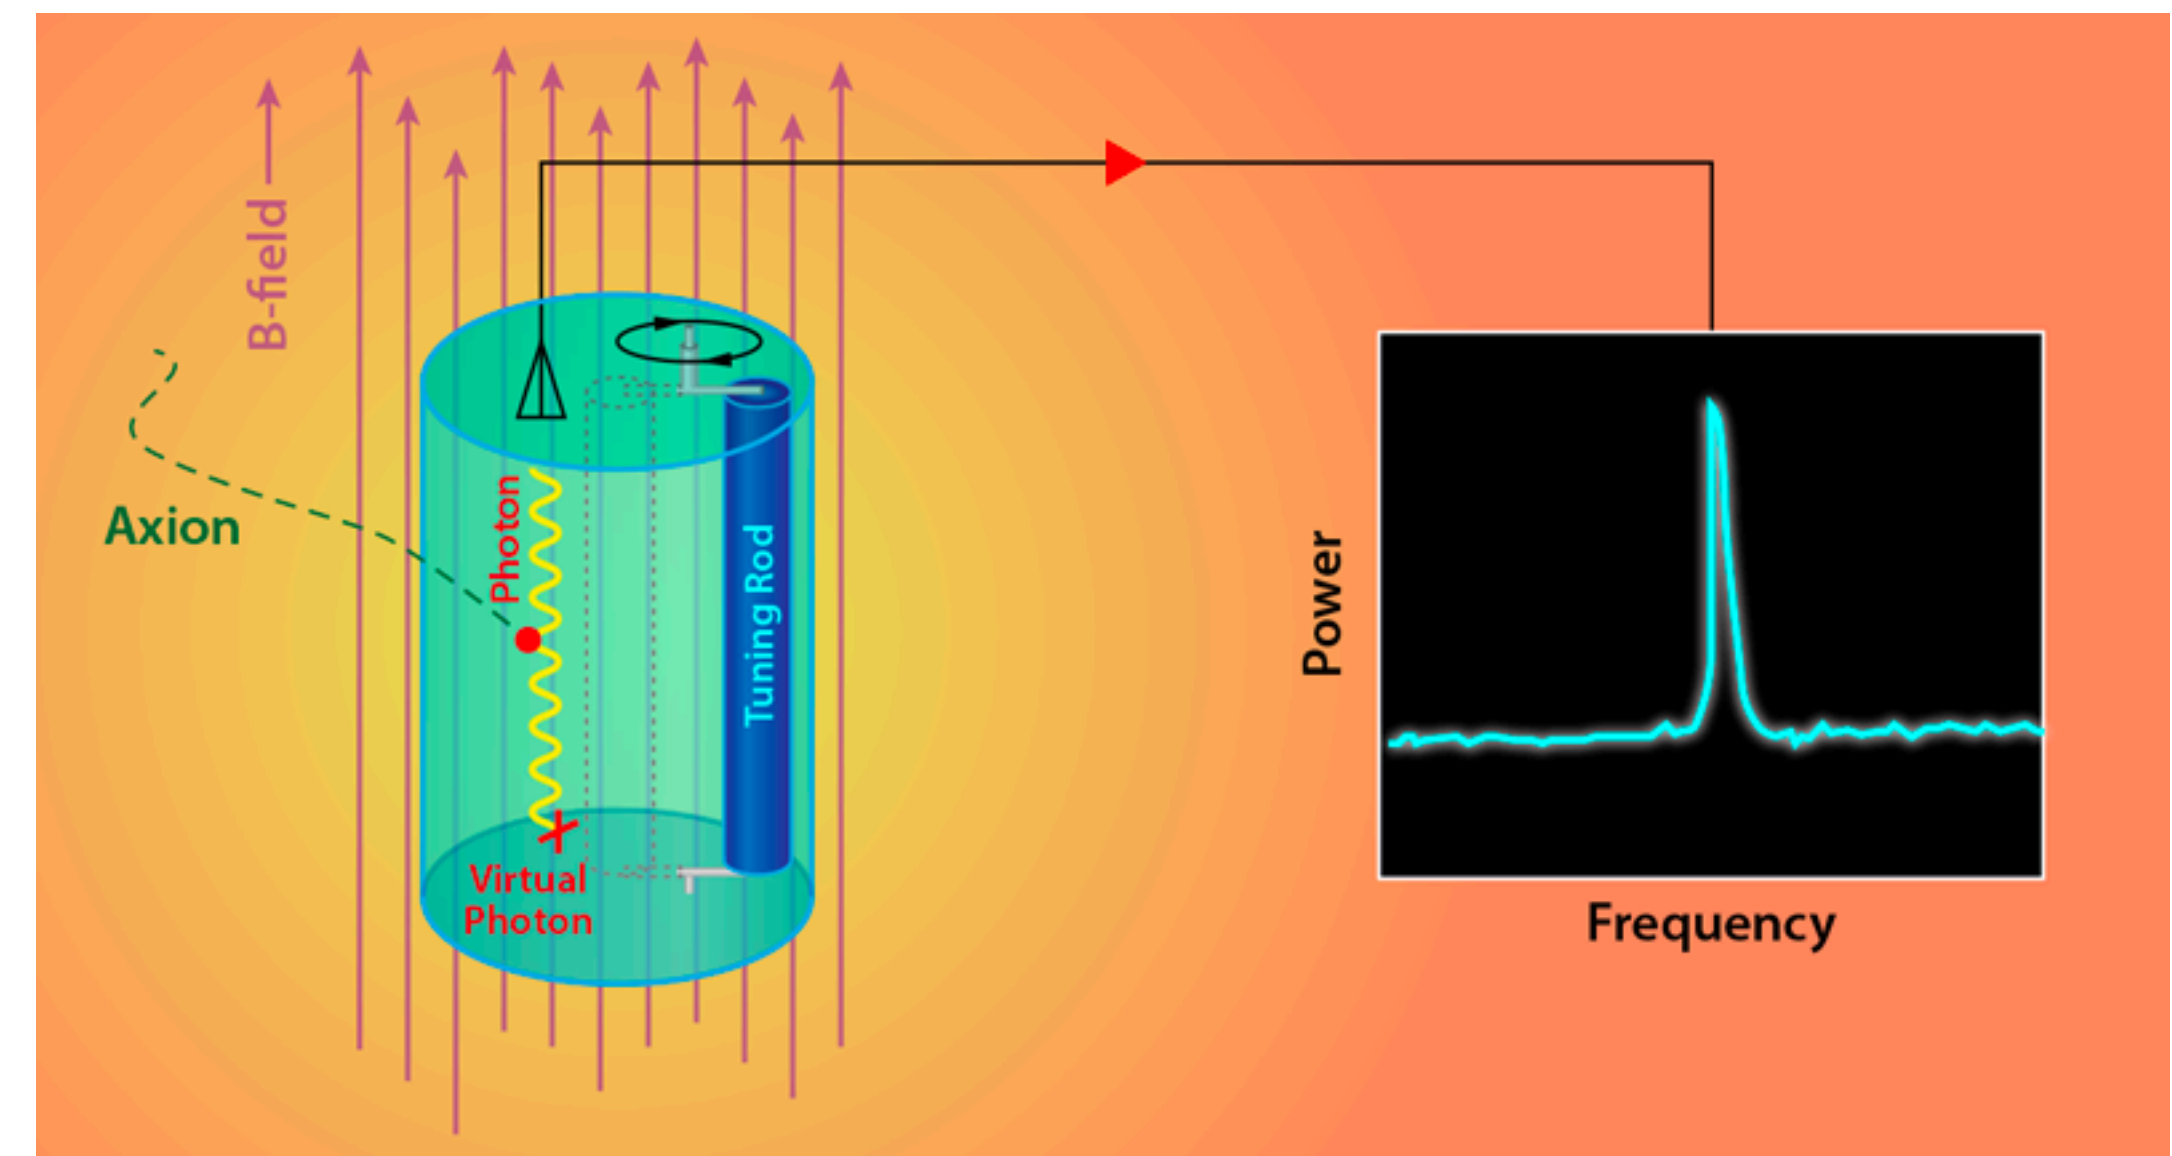 B-field
Axion
Photon
Tuning Rod
Virtual
Photon
Power
Frequency